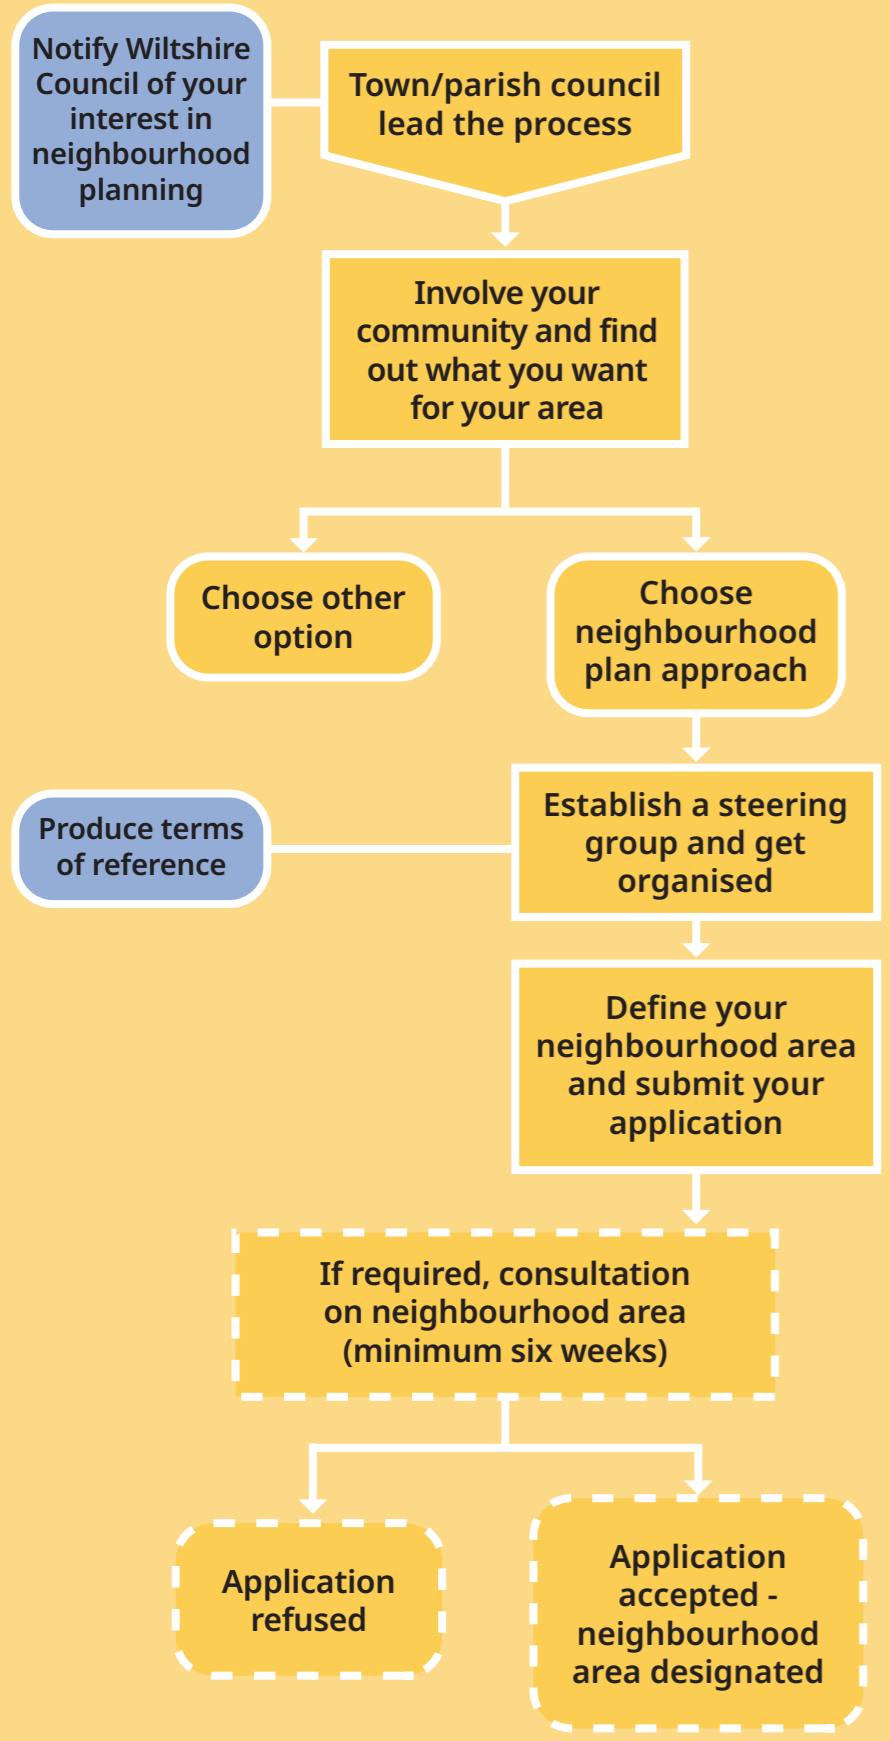 Notify Wiltshire
Council of your
interest in
neighbourhood
planning
Town/parish council
lead the process
Involve your
community and find
out what you want
for your area
Choose other
option
Choose
neighbourhood
plan approach
Produce terms
of reference
Establish a steering
group and get
organised
Define your
neighbourhood area
and submit your
application
If required, consultation
on neighbourhood area
(minimum six weeks)
Application
refused
Application
accepted -
neighbourhood
area designated